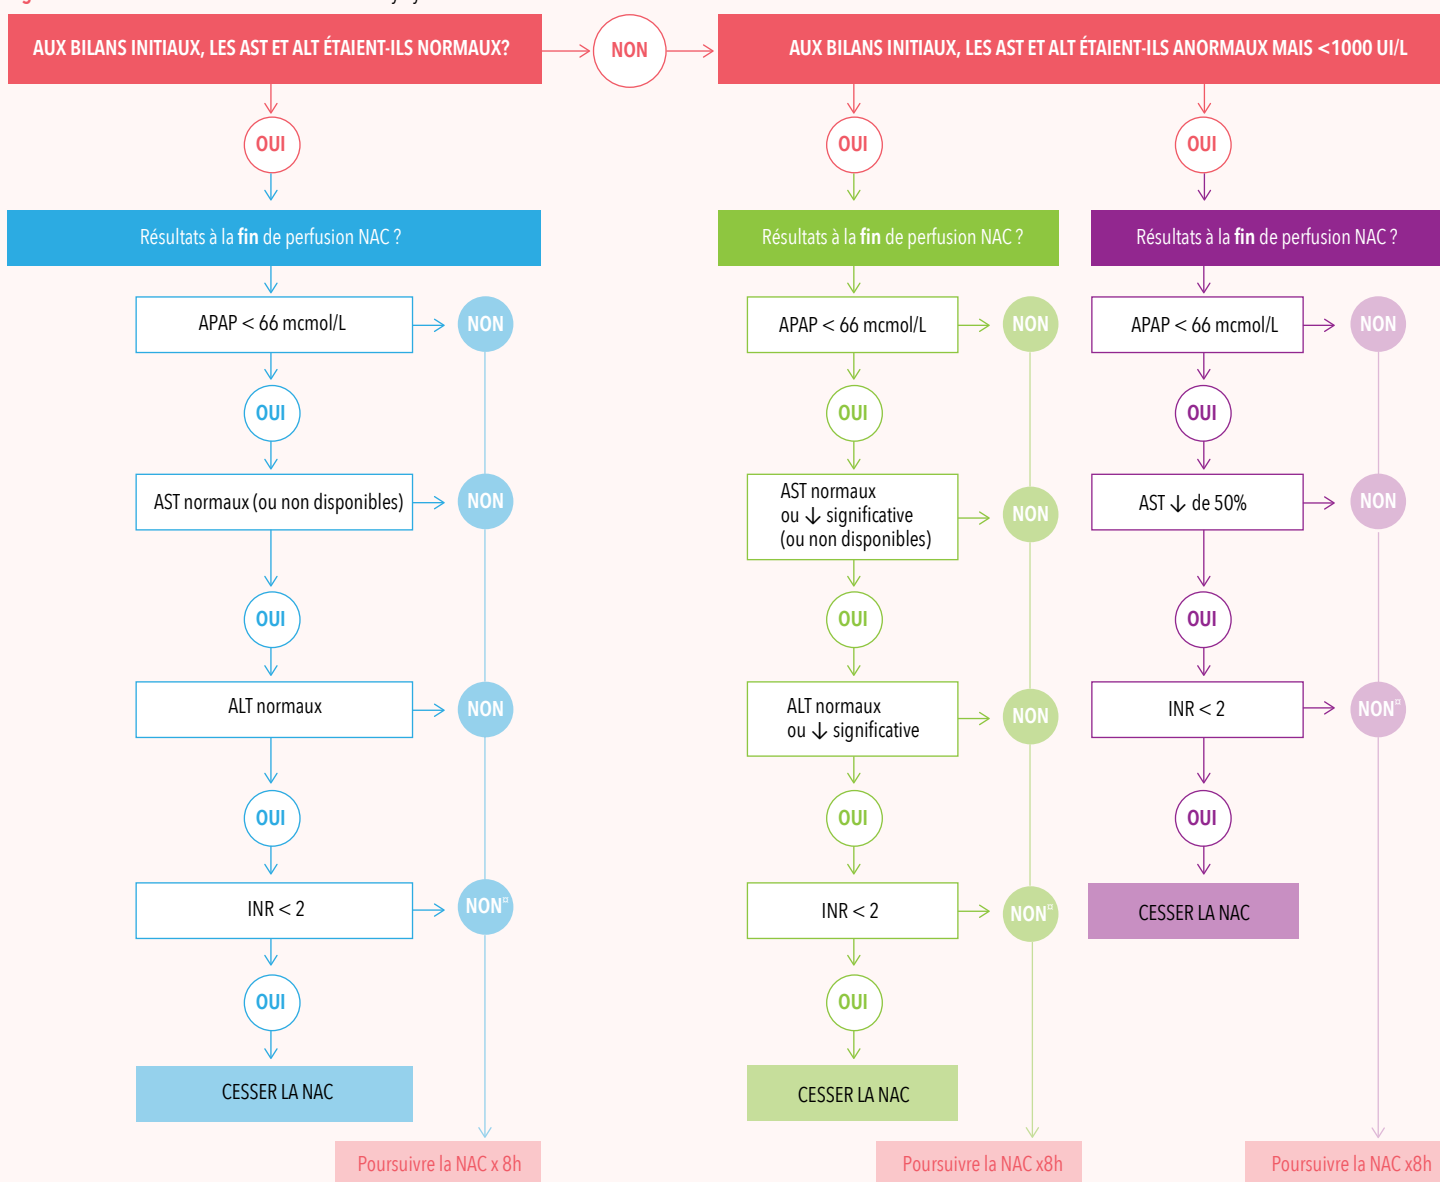 AUX BILANS INITIAUX, LES AST ET ALT ÉTAIENT-ILS NORMAUX?
NON
AUX BILANS INITIAUX, LES AST ET ALT ÉTAIENT-ILS ANORMAUX MAIS <1000 UI/L
OUI
OUI
OUI
Résultats à la fin de perfusion NAC ?
APAP < 66 mcmol/L
NON
OUI
AST normaux (ou non disponibles)
NON
OUI
ALT normaux
NON
OUI
INR < 2
NON¤
OUI
CESSER LA NAC
Poursuivre la NAC x 8h
Résultats à la fin de perfusion NAC ?
APAP < 66 mcmol/L
NON
OUI
AST normaux
ou ↓ significative
(ou non disponibles)
NON
OUI
ALT normaux
ou ↓ significative
NON
OUI
INR < 2
NON¤
OUI
CESSER LA NAC
Poursuivre la NAC x8h
Résultats à la fin de perfusion NAC ?
APAP < 66 mcmol/L
NON
OUI
AST ↓ de 50%
NON
OUI
INR < 2
NON¤
OUI
CESSER LA NAC
Poursuivre la NAC x8h